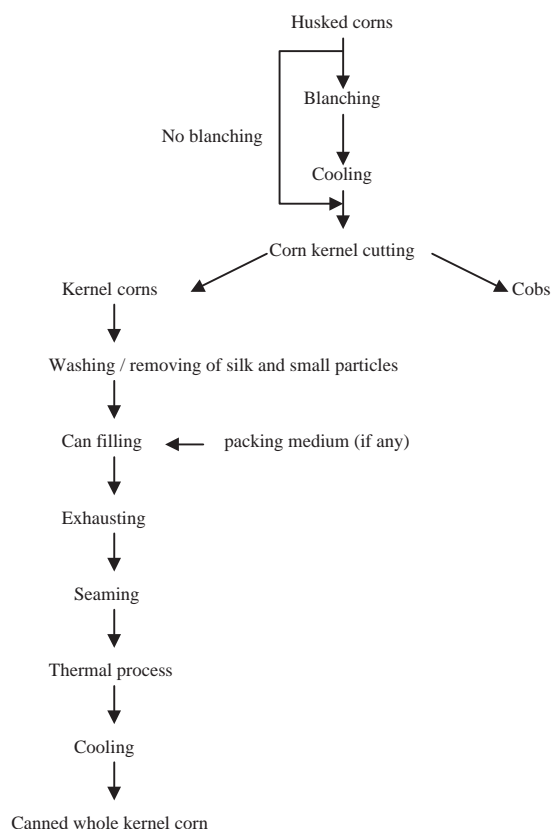 Husked corns
Blanching
No blanching
Cooling
Corn kernel cutting
Kernel corns
Cobs
Washing / removing of silk and small particles
Can filling
packing medium (if any)
Exhausting
Seaming
Thermal process
Cooling
Canned whole kernel corn